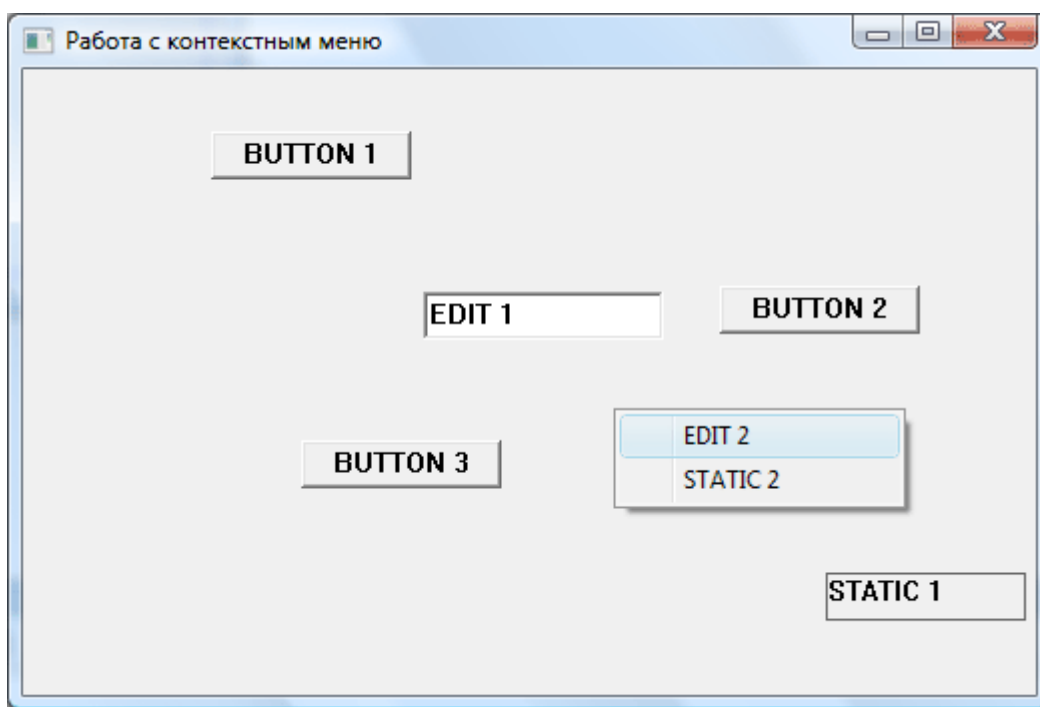 Работа с контекстным меню
BUTTON 1
EDIT 1
BUTTON 2
EDIT 2
BUTTON 3
STATIC 2
STATIC 1